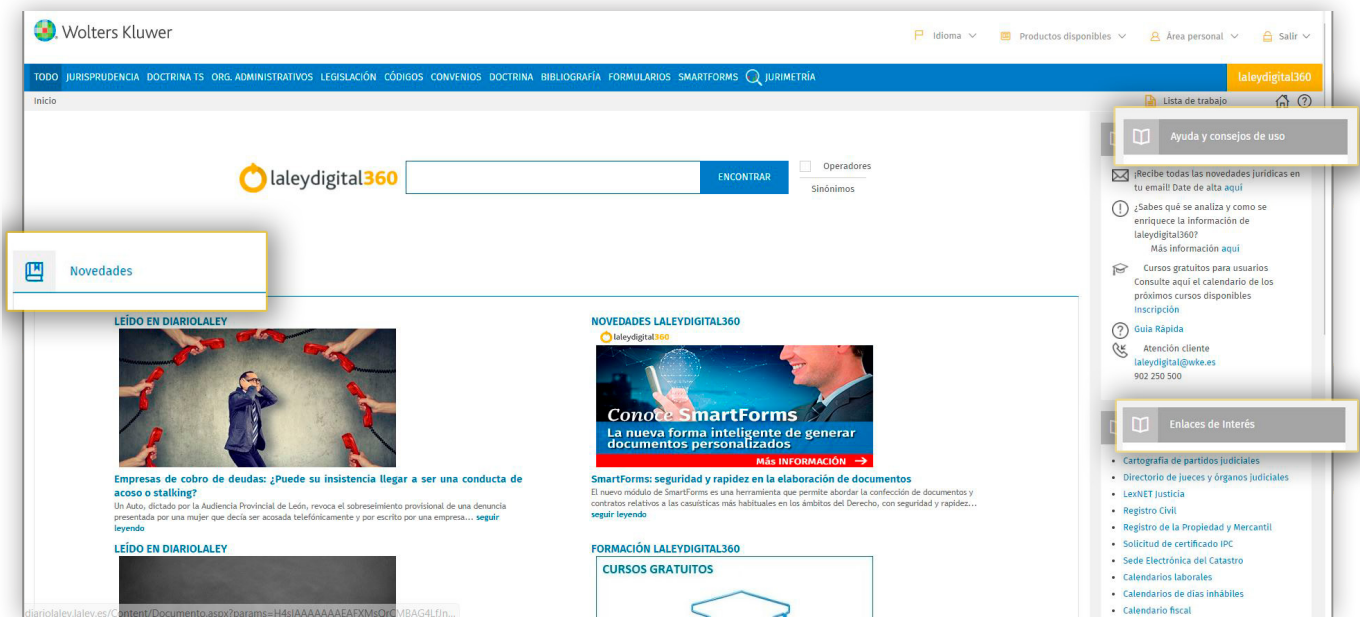 Wolters Kluwer
Idioma
Productos disponibles
Área personal
Salir
TODO JURISPRUDENCIA DOCTRINA TS ORG. ADMINISTRATIVOS LEGISLACIÓN CÓDIGOS CONVENIOS DOCTRINA BIBLIOGRAFÍA FORMULARIOS SMARTFORMS JURIMETRÍA
laleydigital360
Inicio
Lista de trabajo
laleydigital360
ENCONTRAR
Operadores
Sinónimos
Novedades
LEÍDO EN DIARIOLALEY
Empresas de cobro de deudas: ¿Puede su insistencia llegar a ser una conducta de
acoso o stalking?
Un Auto, dictado por la Audiencia Provincial de León, revoca el sobreseimiento provisional de una denuncia
presentada por una mujer que decía ser acosada telefónicamente y por escrito por una empresa... seguir
leyendo
LEÍDO EN DIARIOLALEY
NOVEDADES LALEYDIGITAL360
laleydigital360
Conoce SmartForms
La nueva forma inteligente de generar
documentos personalizados
Más INFORMACIÓN
SmartForms: seguridad y rapidez en la elaboración de documentos
El nuevo módulo de SmartForms es una herramienta que permite abordar la confección de documentos y
contratos relativos a las casuísticas más habituales en los ámbitos del Derecho, con seguridad y rapidez...
seguir leyendo
FORMACIÓN LALEYDIGITAL360
CURSOS GRATUITOS
Ayuda y consejos de uso
¡Recibe todas las novedades jurídicas en
tu email! Date de alta aquí
¿Sabes qué se analiza y como se
enriquece la información de
laleydigital360?
Más información aquí
Cursos gratuitos para usuarios
Consulte aquí el calendario de los
próximos cursos disponibles
Inscripción
Guía Rápida
Atención cliente
laleydigital@wke.es
902 250 500
Enlaces de Interés
Cartografía de partidos judiciales
Directorio de jueces y órganos judiciales
LexNET Justicia
Registro Civil
Registro de la Propiedad y Mercantil
Solicitud de certificado IPC
Sede Electrónica del Catastro
Calendarios laborales
Calendarios de días inhábiles
Calendario fiscal